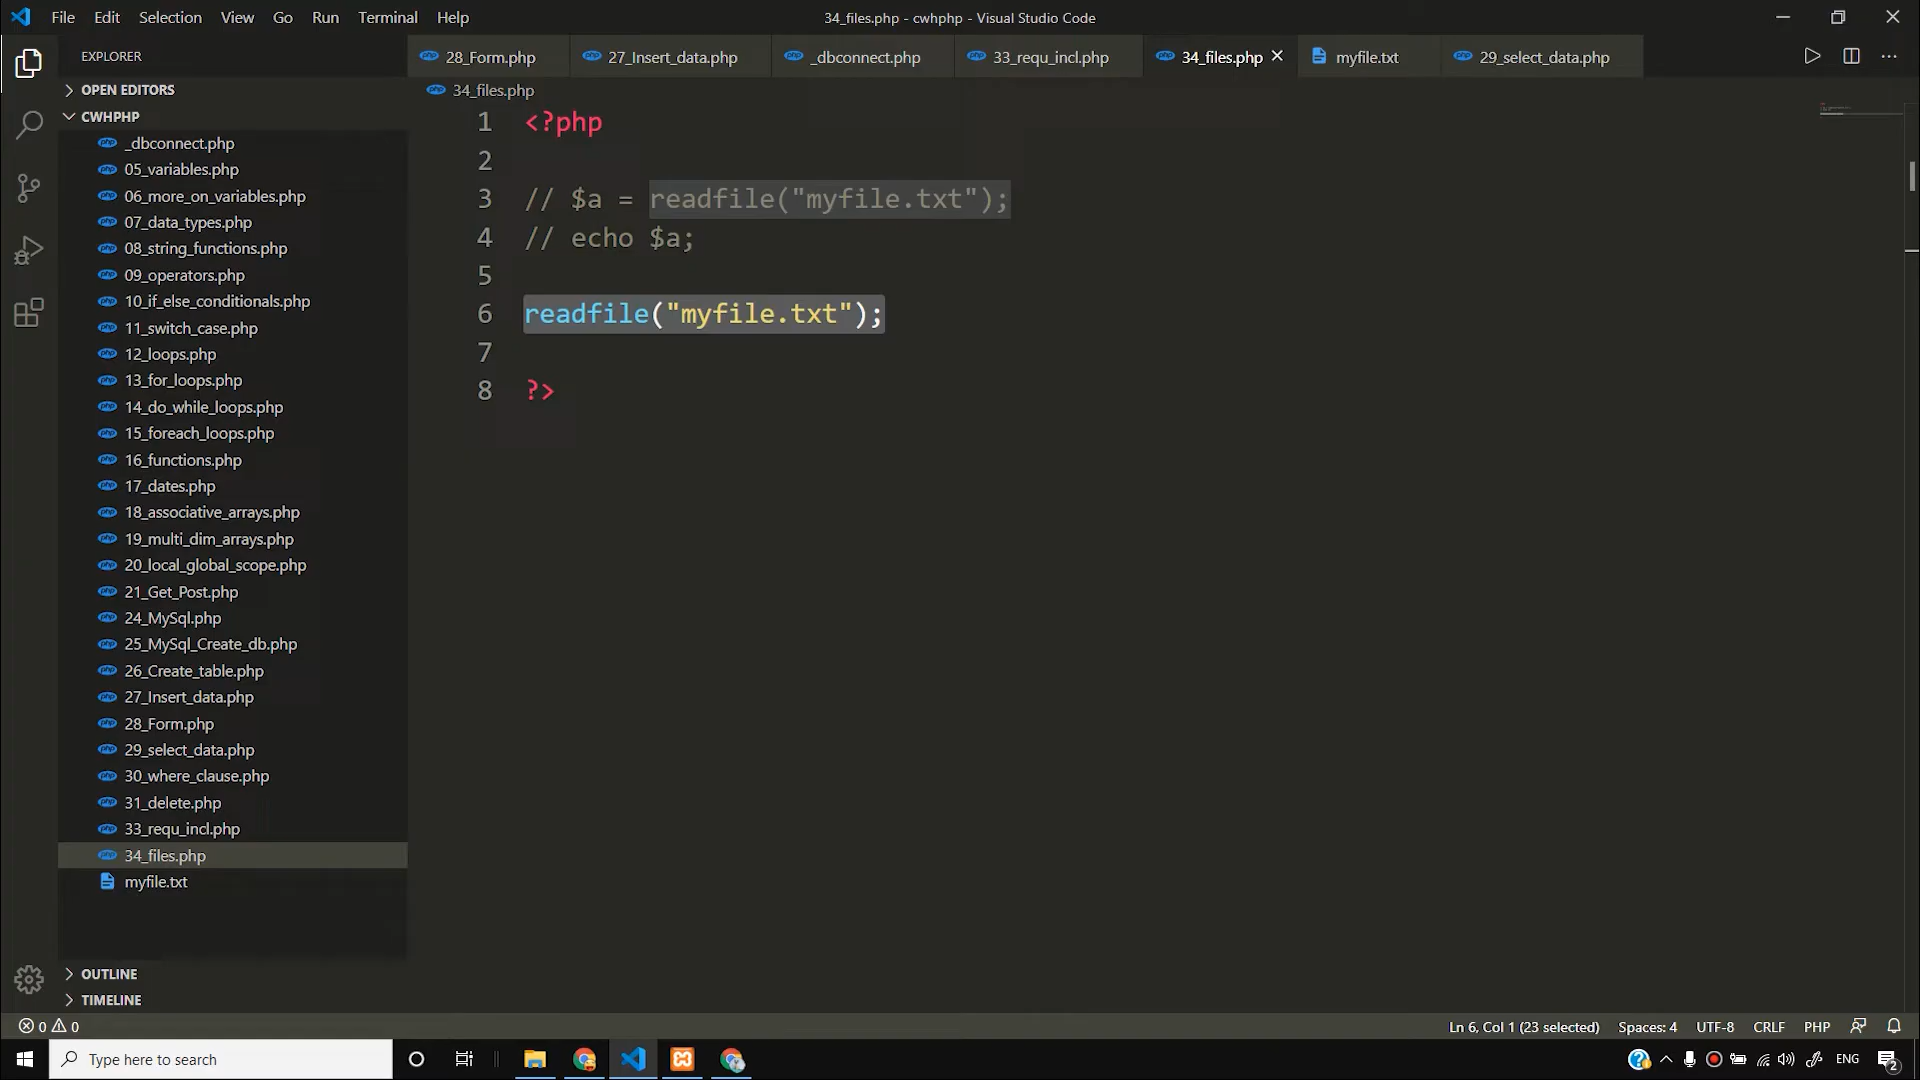 File Edit Selection View Go Run Terminal Help
34_files.php - cwhphp - Visual Studio Code
EXPLORER
OPEN EDITORS
CWHPHP
_dbconnect.php
05_variables.php
06_more_on_variables.php
07_data_types.php
08_string_functions.php
09_operators.php
10_if_else_conditionals.php
11_switch_case.php
12_loops.php
13_for_loops.php
14_do_while_loops.php
15_foreach_loops.php
16_functions.php
17_dates.php
18_associative_arrays.php
19_multi_dim_arrays.php
20_local_global_scope.php
21_Get_Post.php
24_MySql.php
25_MySql_Create_db.php
26_Create_table.php
27_Insert_data.php
28_Form.php
29_select_data.php
30_where_clause.php
31_delete.php
33_requ_incl.php
34_files.php
myfile.txt
OUTLINE
TIMELINE
28_Form.php 27_Insert_data.php _dbconnect.php 33_requ_incl.php 34_files.php myfile.txt 29_select_data.php
34_files.php
1 <?php
2
3 // $a = readfile("myfile.txt");
4 // echo $a;
5
6 readfile("myfile.txt");
7
8 ?>
0 0 Ln 6, Col 1 (23 selected) Spaces: 4 UTF-8 CRLF PHP
Type here to search
ENG
2